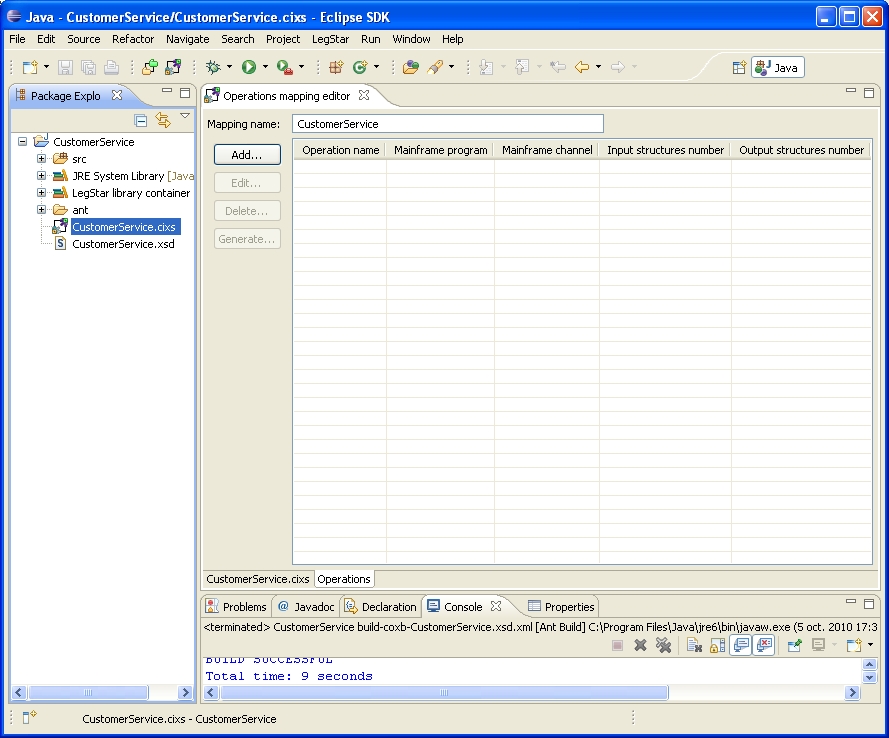 Java - CustomerService/CustomerService.cixs - Eclipse SDK
File Edit Source Refactor Navigate Search Project LegStar Run Window Help
Java
Package Explo
Operations mapping editor
CustomerService
src
JRE System Library [Java
LegStar library container
ant
CustomerService.cixs
CustomerService.xsd
Mapping name: CustomerService
Add...
Edit...
Delete...
Generate...
Operation name Mainframe program Mainframe channel Input structures number Output structures number
CustomerService.cixs Operations
Problems @ Javadoc Declaration Console Properties
<terminated> CustomerService build-coxb-CustomerService.xsd.xml [Ant Build] C:\Program Files\Java\jre6\bin\javaw.exe (5 oct. 2010 17:3
BUILD SUCCESSFUL
Total time: 9 seconds
CustomerService.cixs - CustomerService